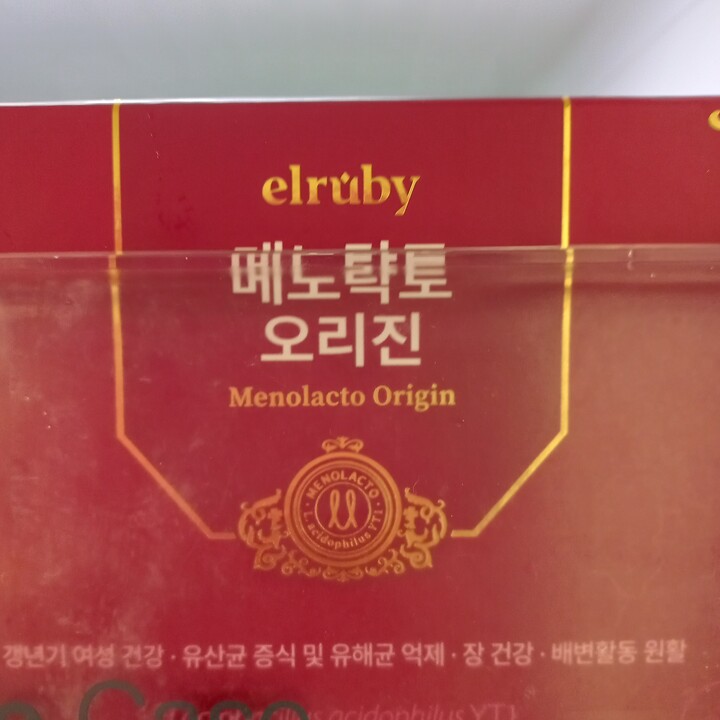 elruby
메노락토
오리진
Menolacto Origin
MENOLACTO
L. acidophilus YT1
갱년기 여성 건강 · 유산균 증식 및 유해균 억제 · 장 건강 · 배변활동 원활
acidophilus YT1